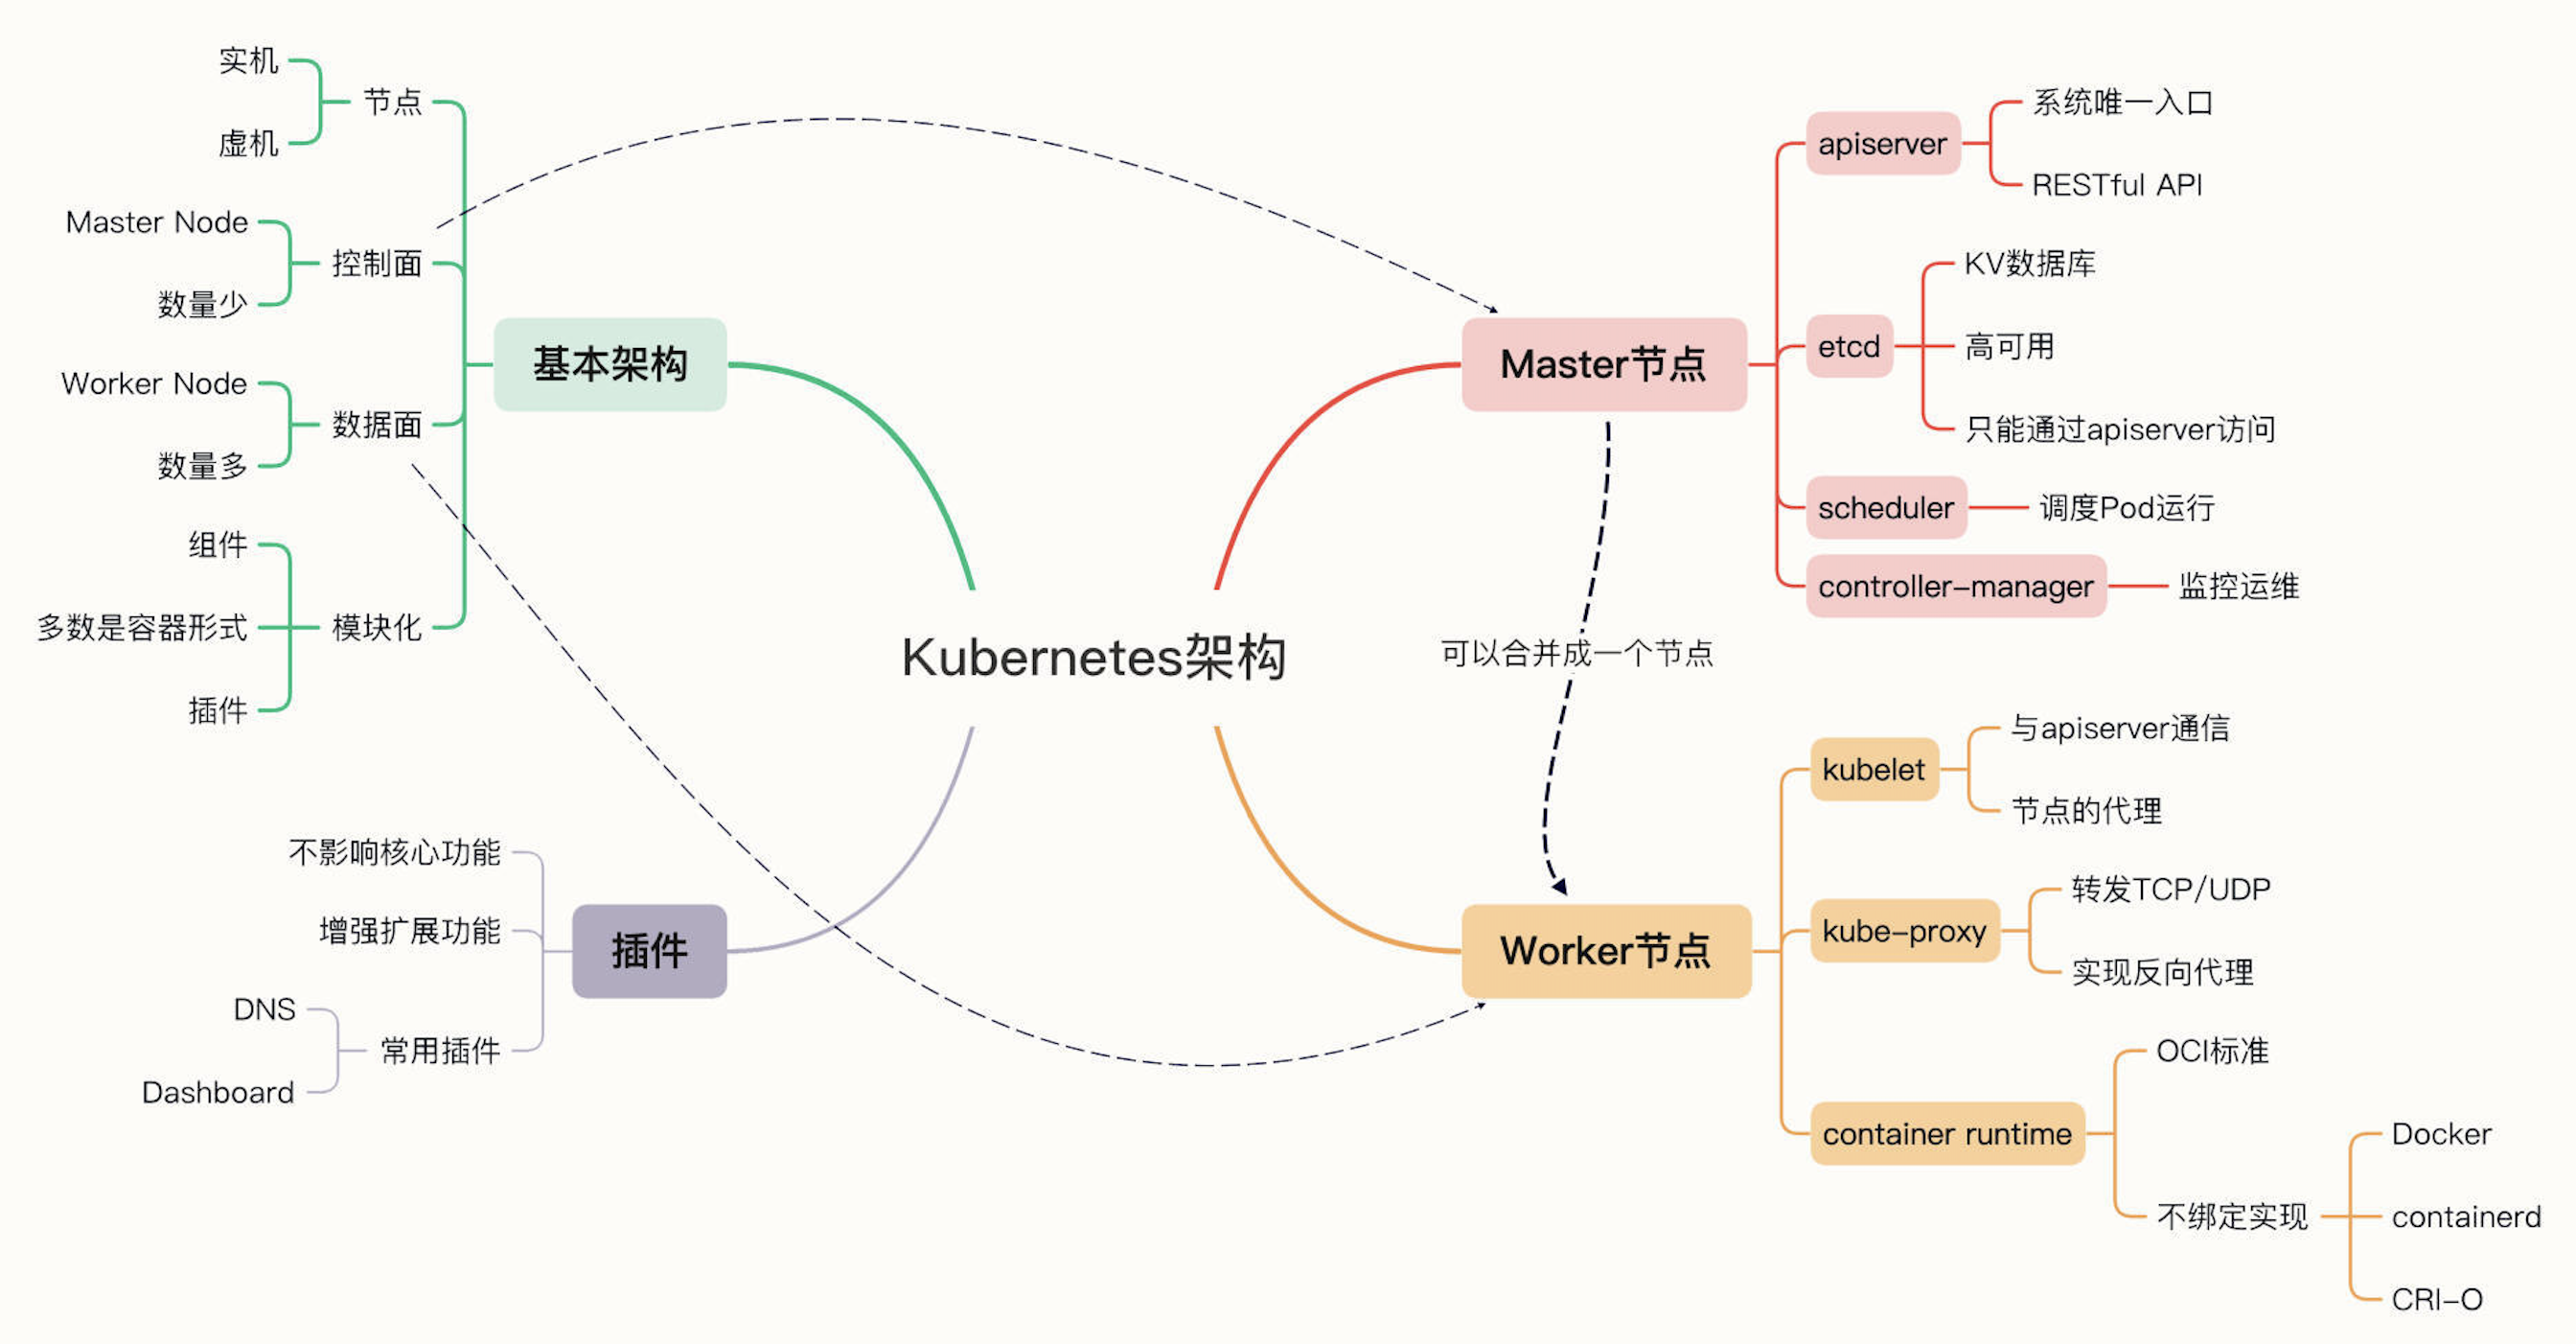 Kubernetes架构
基本架构
节点
实机
虚机
控制面
Master Node
数量少
数据面
Worker Node
数量多
模块化
组件
多数是容器形式
插件
插件
不影响核心功能
增强扩展功能
常用插件
DNS
Dashboard
Master节点
apiserver
系统唯一入口
RESTful API
etcd
KV数据库
高可用
只能通过apiserver访问
scheduler
调度Pod运行
controller-manager
监控运维
可以合并成一个节点
Worker节点
kubelet
与apiserver通信
节点的代理
kube-proxy
转发TCP/UDP
实现反向代理
container runtime
OCI标准
不绑定实现
Docker
containerd
CRI-O